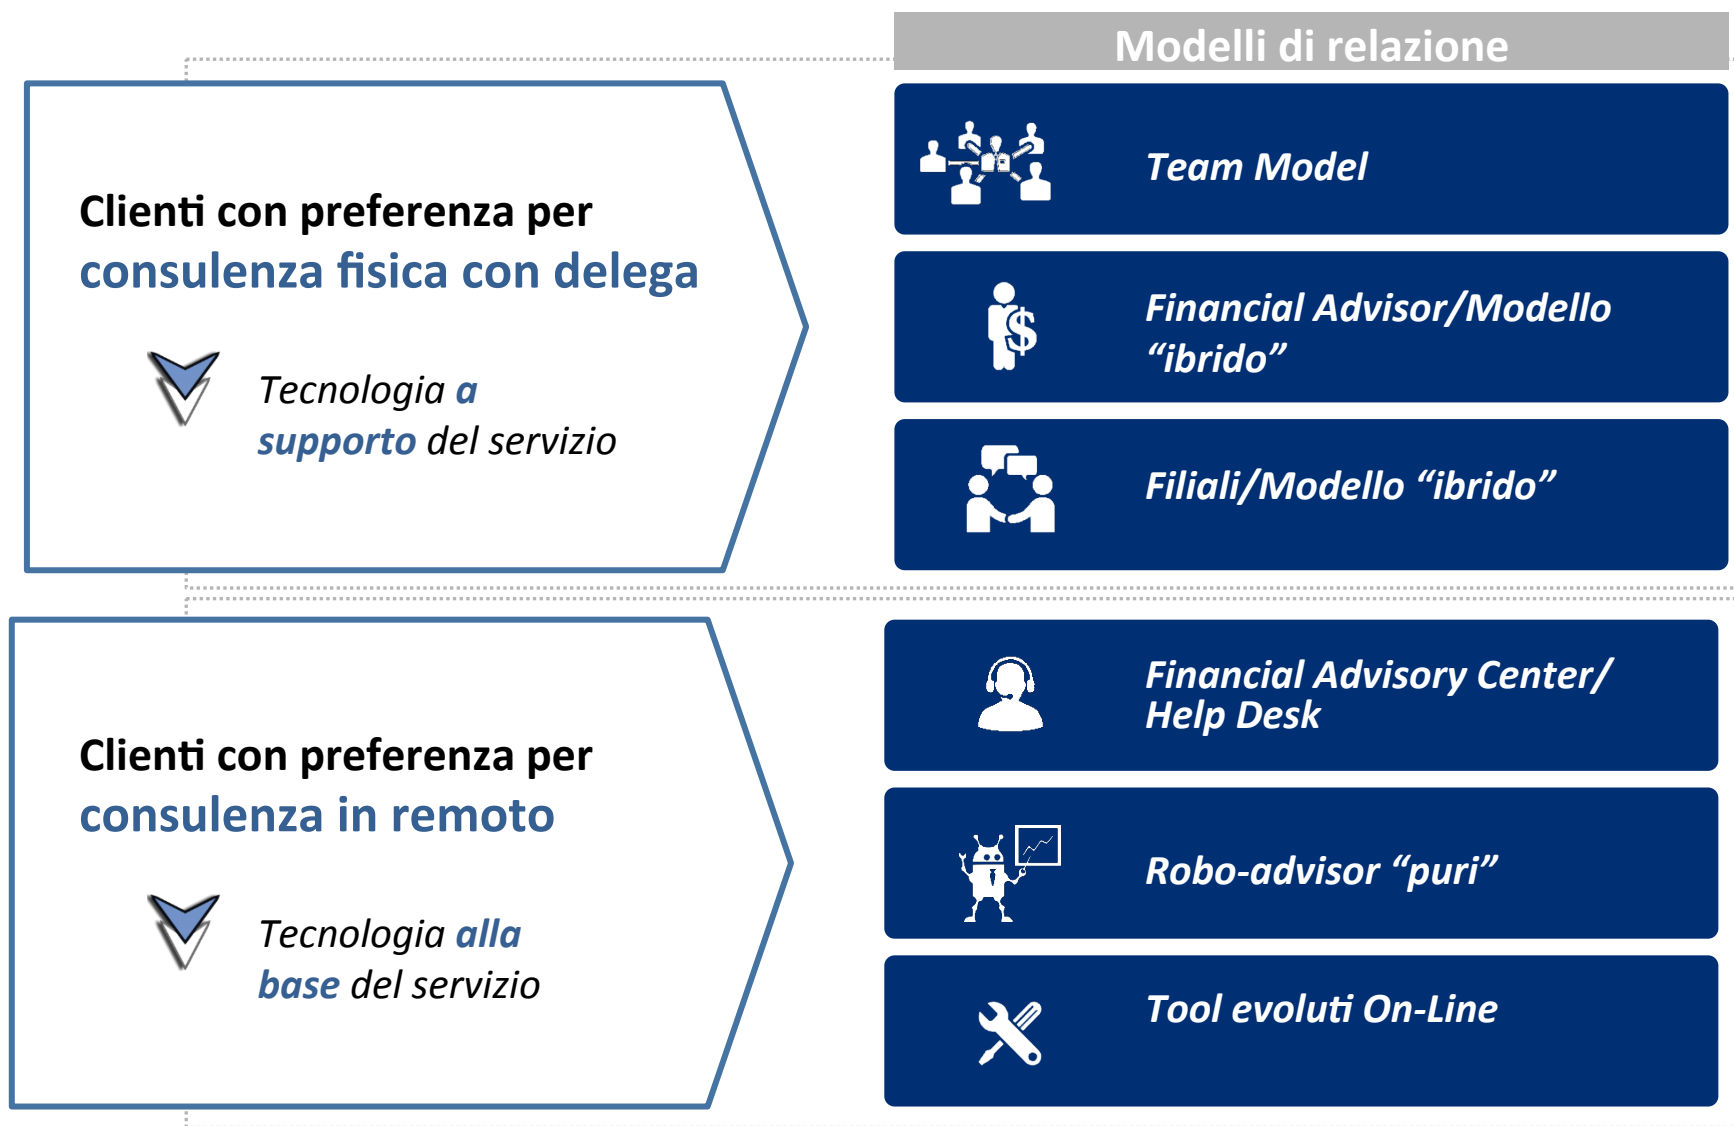 Modelli di relazione
Clienti con preferenza per
consulenza fisica con delega
Tecnologia a
supporto del servizio
Team Model
Financial Advisor/Modello
“ibrido”
Filiali/Modello “ibrido”
Clienti con preferenza per
consulenza in remoto
Tecnologia alla
base del servizio
Financial Advisory Center/
Help Desk
Robo-advisor “puri”
Tool evoluti On-Line